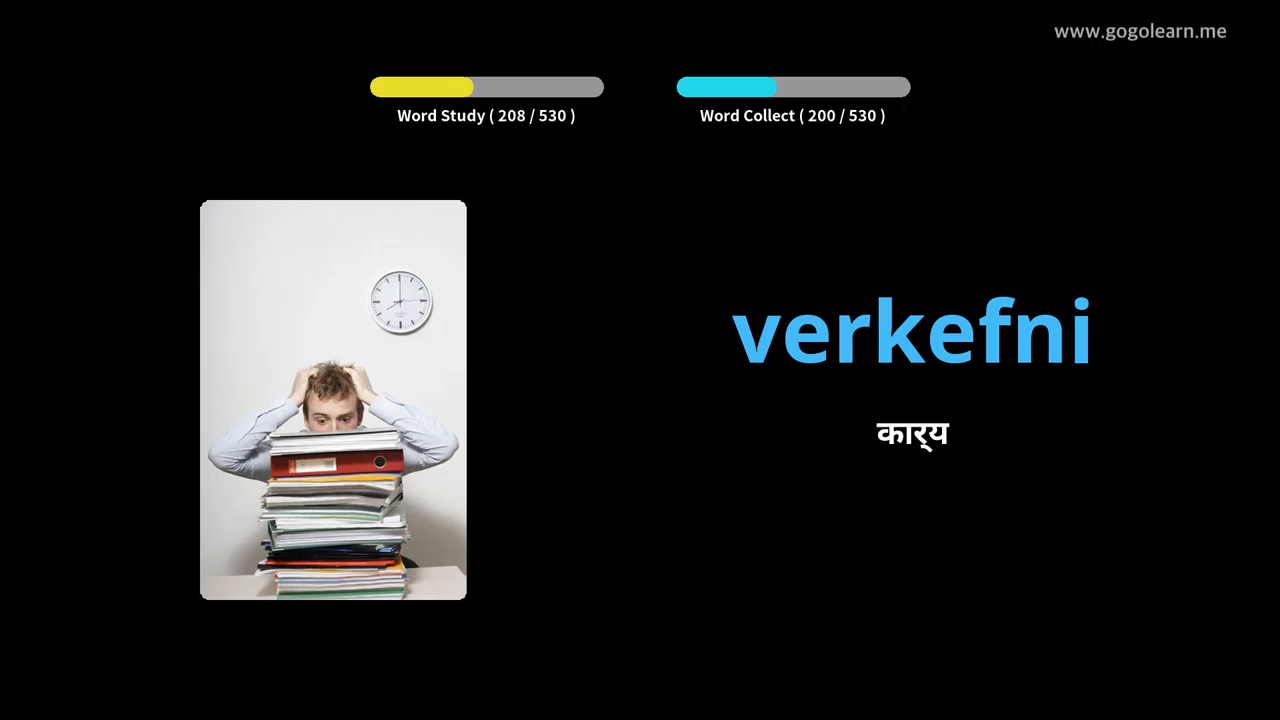 www.gogolearn.me
Word Study ( 208 / 530 )
Word Collect ( 200 / 530 )
verkefni
कार्य